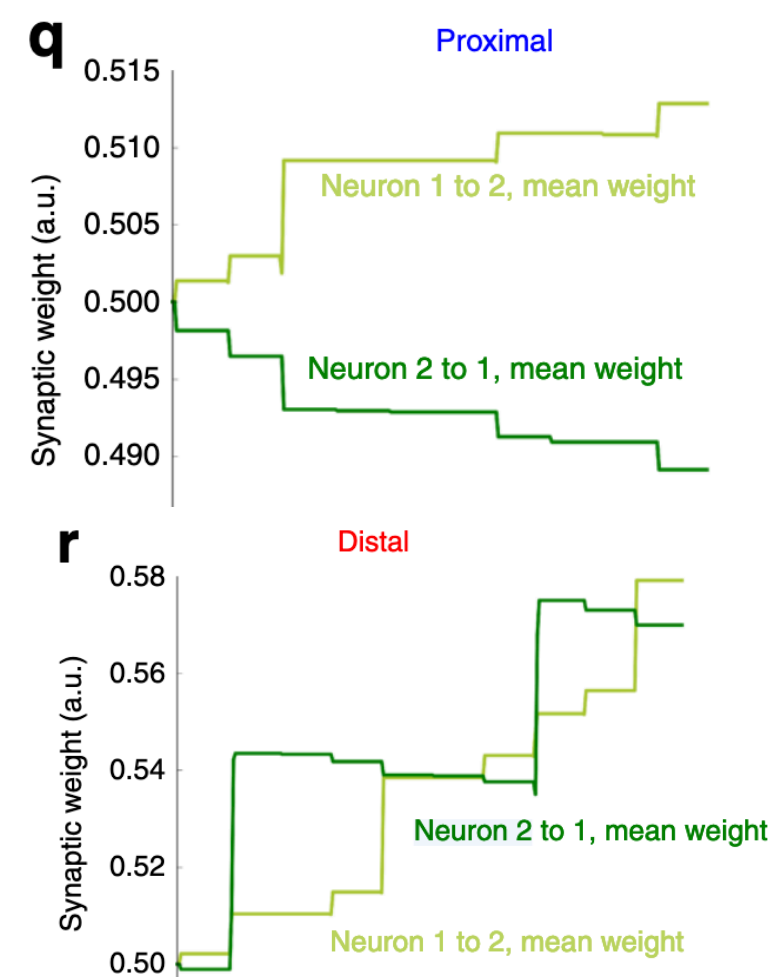 q
Proximal
0.515
0.510
Neuron 1 to 2, mean weight
0.505
0.500
Neuron 2 to 1, mean weight
0.495
0.490
Synaptic weight (a.u.)
r
Distal
0.58
0.56
0.54
Neuron 2 to 1, mean weight
0.52
Neuron 1 to 2, mean weight
0.50
Synaptic weight (a.u.)